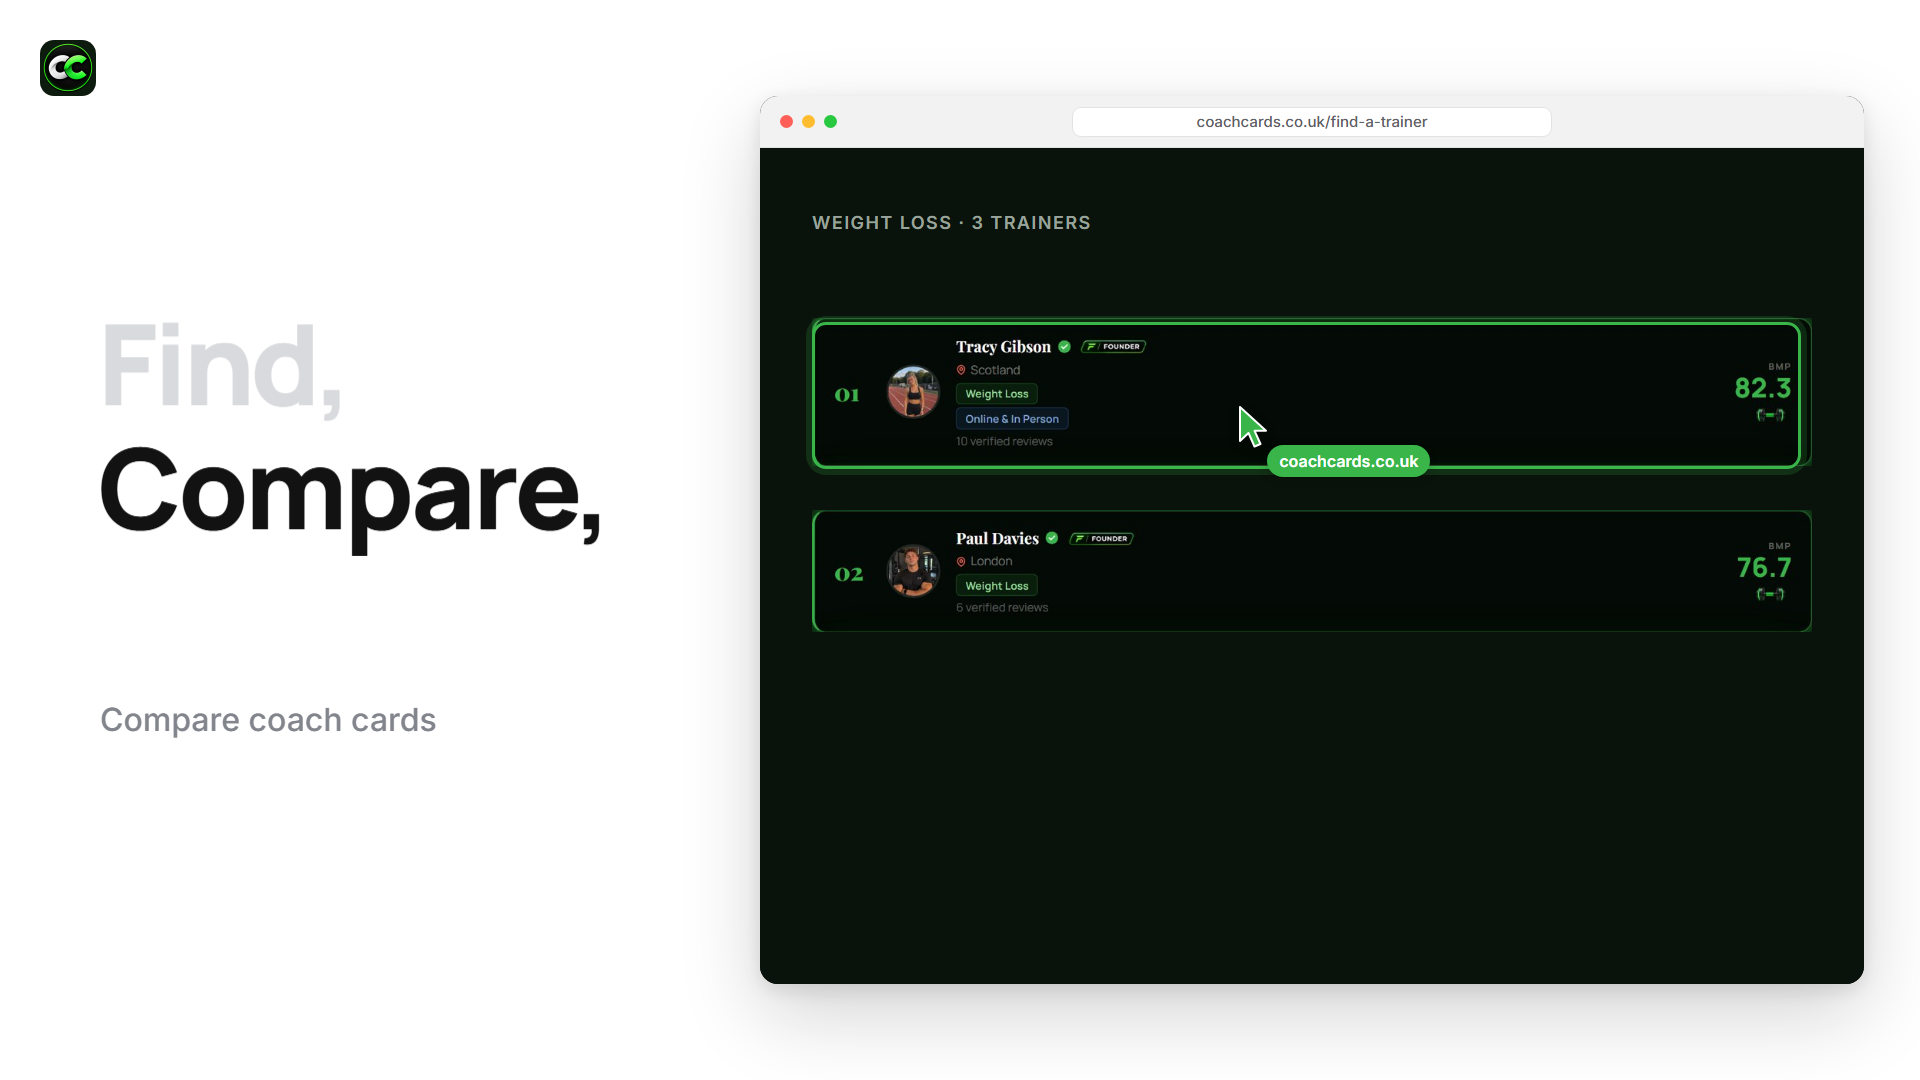 CC
Find,
Compare,
Compare coach cards
coachcards.co.uk/find-a-trainer
WEIGHT LOSS · 3 TRAINERS
01
Tracy Gibson
F / FOUNDER
Scotland
Weight Loss
Online & In Person
10 verified reviews
BMP
82.3
coachcards.co.uk
02
Paul Davies
F / FOUNDER
London
Weight Loss
6 verified reviews
BMP
76.7